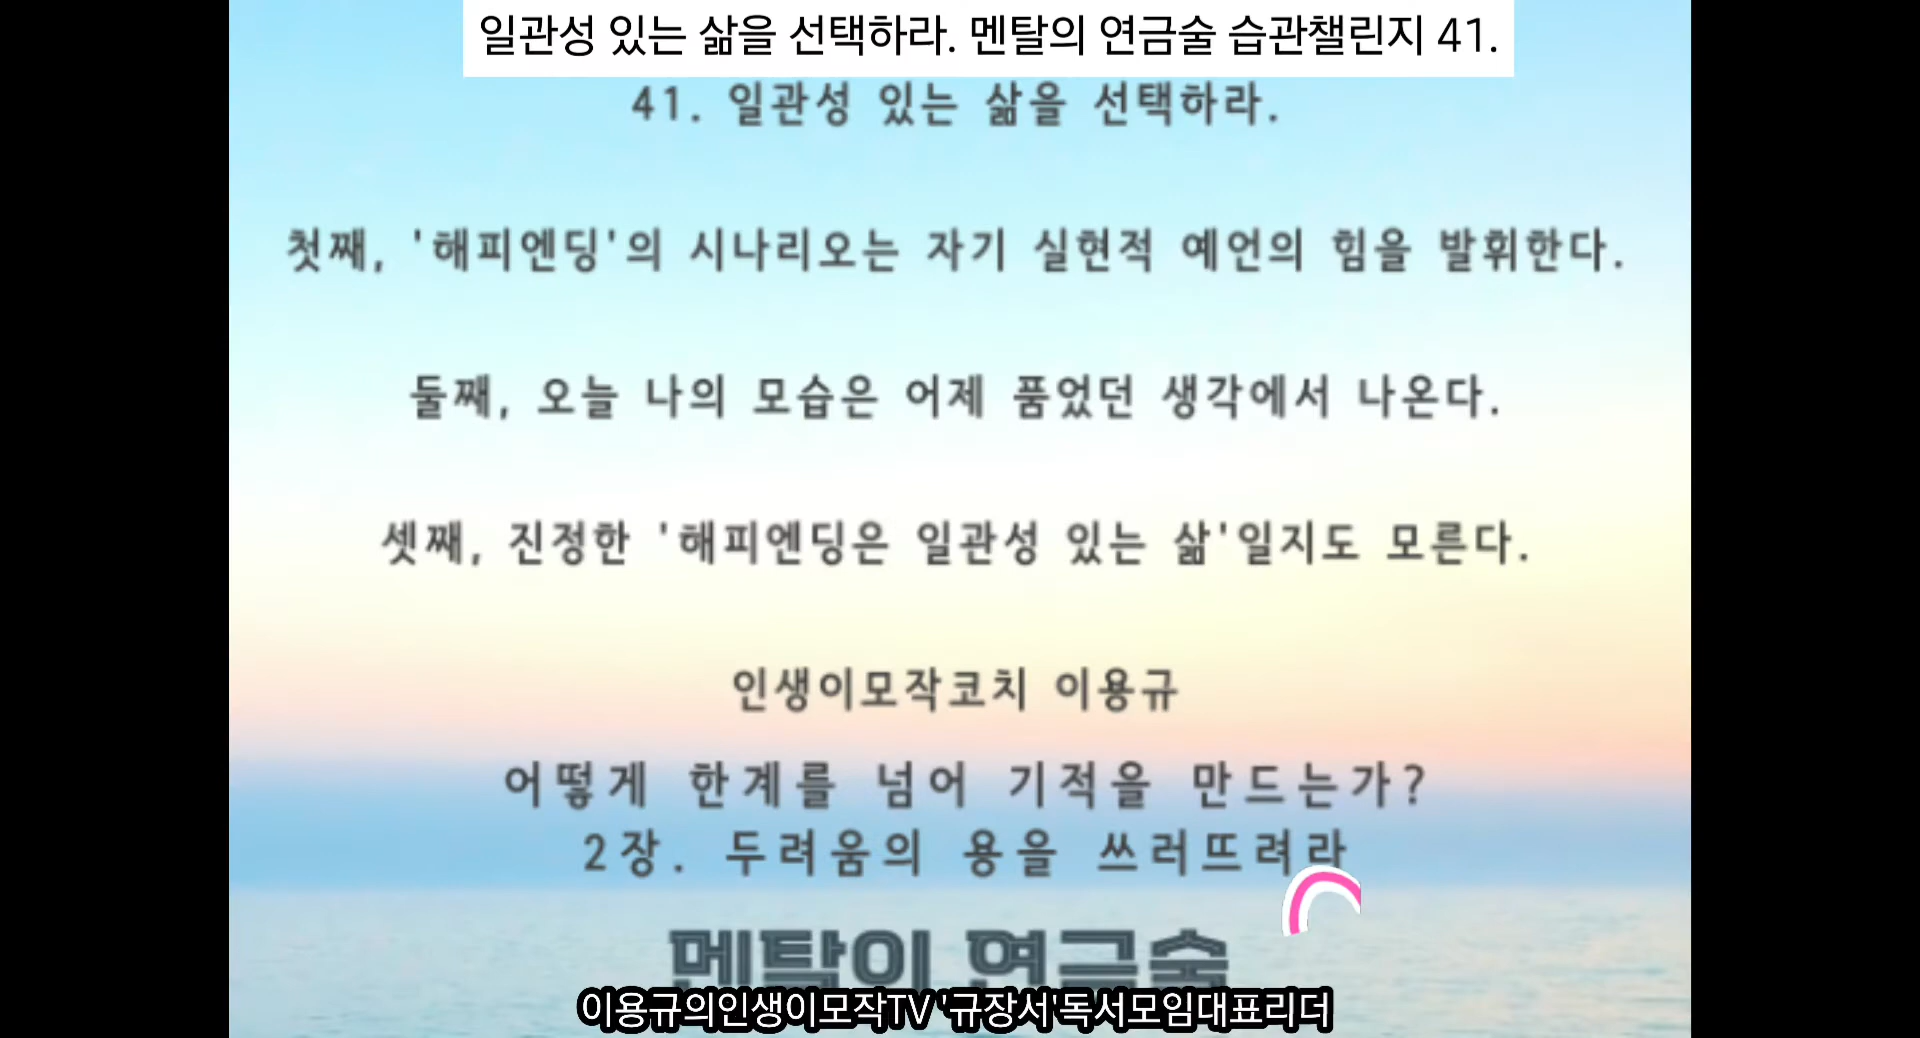 일관성 있는 삶을 선택하라. 멘탈의 연금술 습관챌린지 41.
41. 일관성 있는 삶을 선택하라.
첫째, '해피엔딩'의 시나리오는 자기 실현적 예언의 힘을 발휘한다.
둘째, 오늘 나의 모습은 어제 품었던 생각에서 나온다.
셋째, 진정한 '해피엔딩은 일관성 있는 삶'일지도 모른다.
인생이모작코치 이용규
어떻게 한계를 넘어 기적을 만드는가?
2장. 두려움의 용을 쓰러뜨려라
멘탈의 연금술
이용규의인생이모작TV '규장서'독서모임대표리더